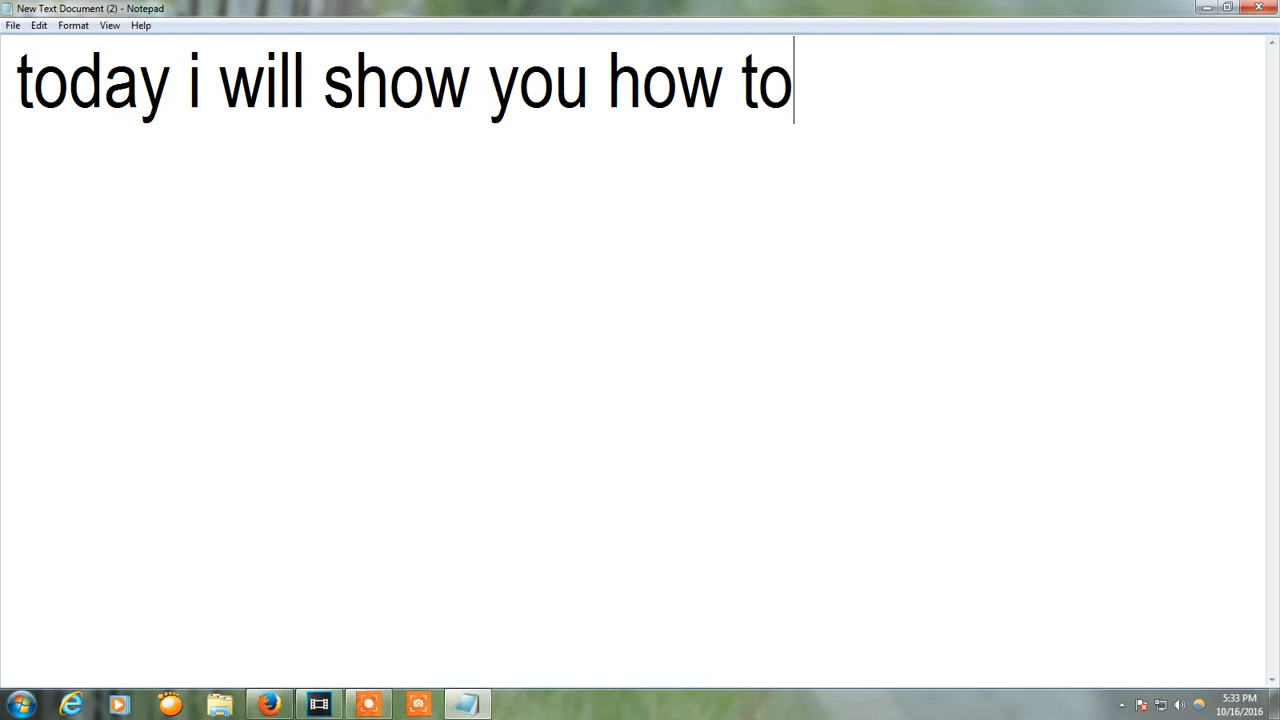 New Text Document (2) - Notepad
File Edit Format View Help
today i will show you how to
5:33 PM
10/16/2016